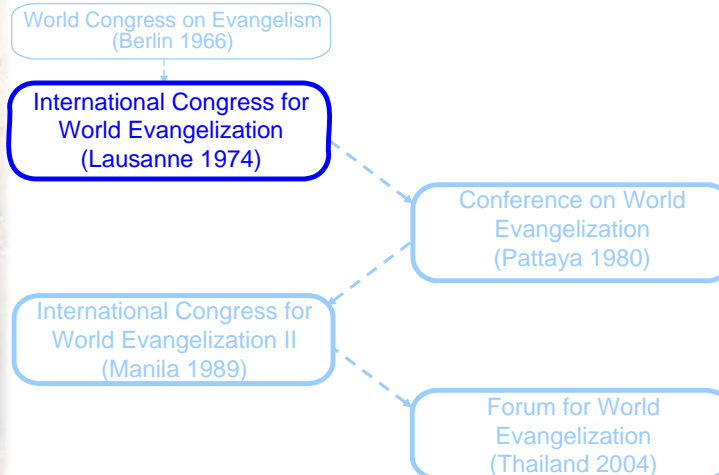 World Congress on Evangelism
(Berlin 1966)
International Congress for
World Evangelization
(Lausanne 1974)
Conference on World
Evangelization
(Pattaya 1980)
International Congress for
World Evangelization II
(Manila 1989)
Forum for World
Evangelization
(Thailand 2004)